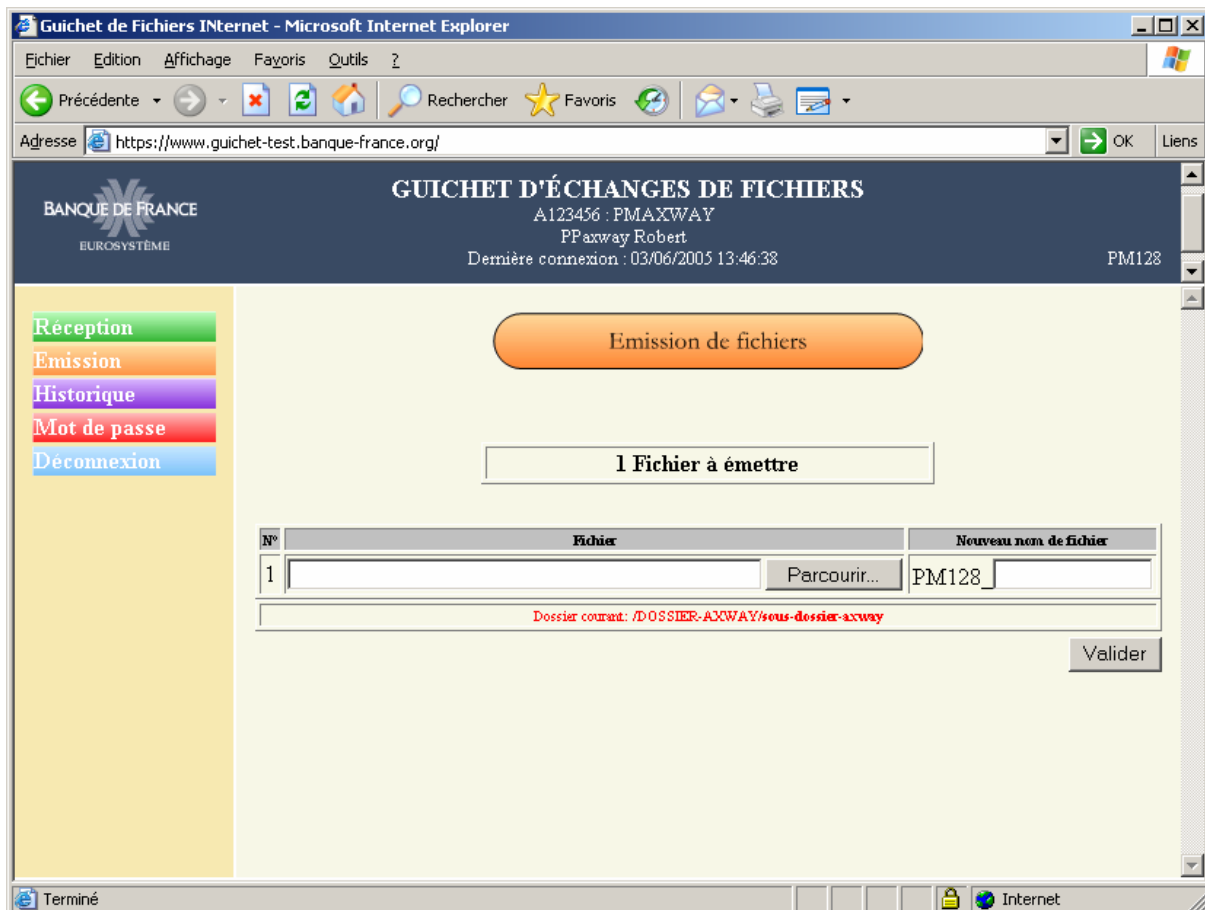 Guichet de Fichiers INternet - Microsoft Internet Explorer
Fichier Edition Affichage Favoris Outils ?
Précédente Rechercher Favoris
Adresse https://www.guichet-test.banque-france.org/ OK Liens
BANQUE DE FRANCE
EUROSYSTÈME
GUICHET D'ÉCHANGES DE FICHIERS
A123456 : PMAXWAY
PPaxway Robert
Dernière connexion : 03/06/2005 13:46:38
PM128
Réception
Emission
Historique
Mot de passe
Déconnexion
Emission de fichiers
1 Fichier à émettre
N° Fichier Nouveau nom de fichier
1 Parcourir... PM128_
Dossier courant: /DOSSIER-AXWAY/sous-dossier-axway
Valider
Terminé Internet